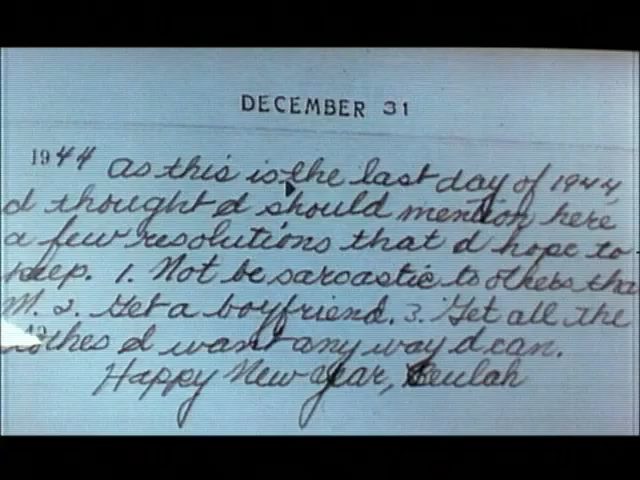 DECEMBER 31
1944 As this is the last day of 1944,
I thought I should mention here
a few resolutions that I hope to
keep. 1. Not be sarcastic to others tha
M. 2. Get a boyfriend. 3. Get all the
clothes I want any way I can.
Happy New Year, Beulah